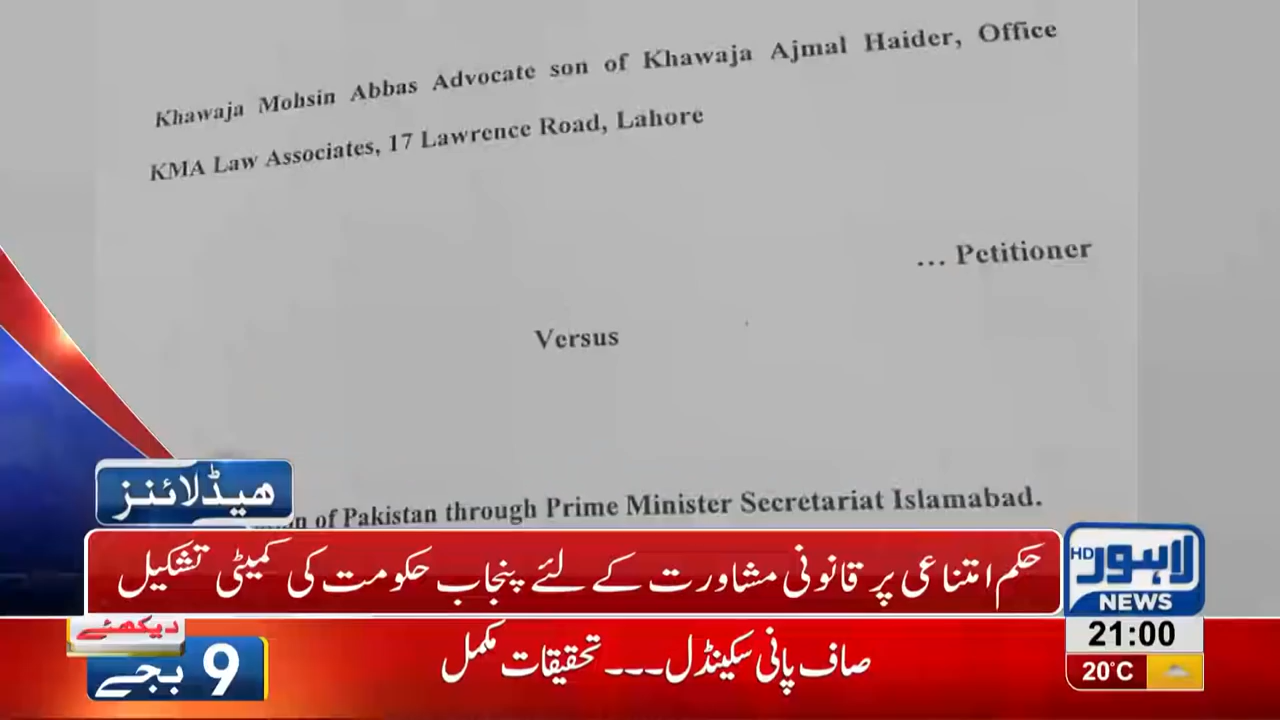 Khawaja Mohsin Abbas Advocate son of Khawaja Ajmal Haider, Office
KMA Law Associates, 17 Lawrence Road, Lahore
... Petitioner
Versus
of Pakistan through Prime Minister Secretariat Islamabad.
ہیڈلائنز
حکم امتناعی پر قانونی مشاورت کے لئے پنجاب حکومت کی کمیٹی تشکیل
لاہور HD
NEWS
21:00
20°C
دیکھئے
9 بجے
صاف پانی سکینڈل۔۔۔ تحقیقات مکمل